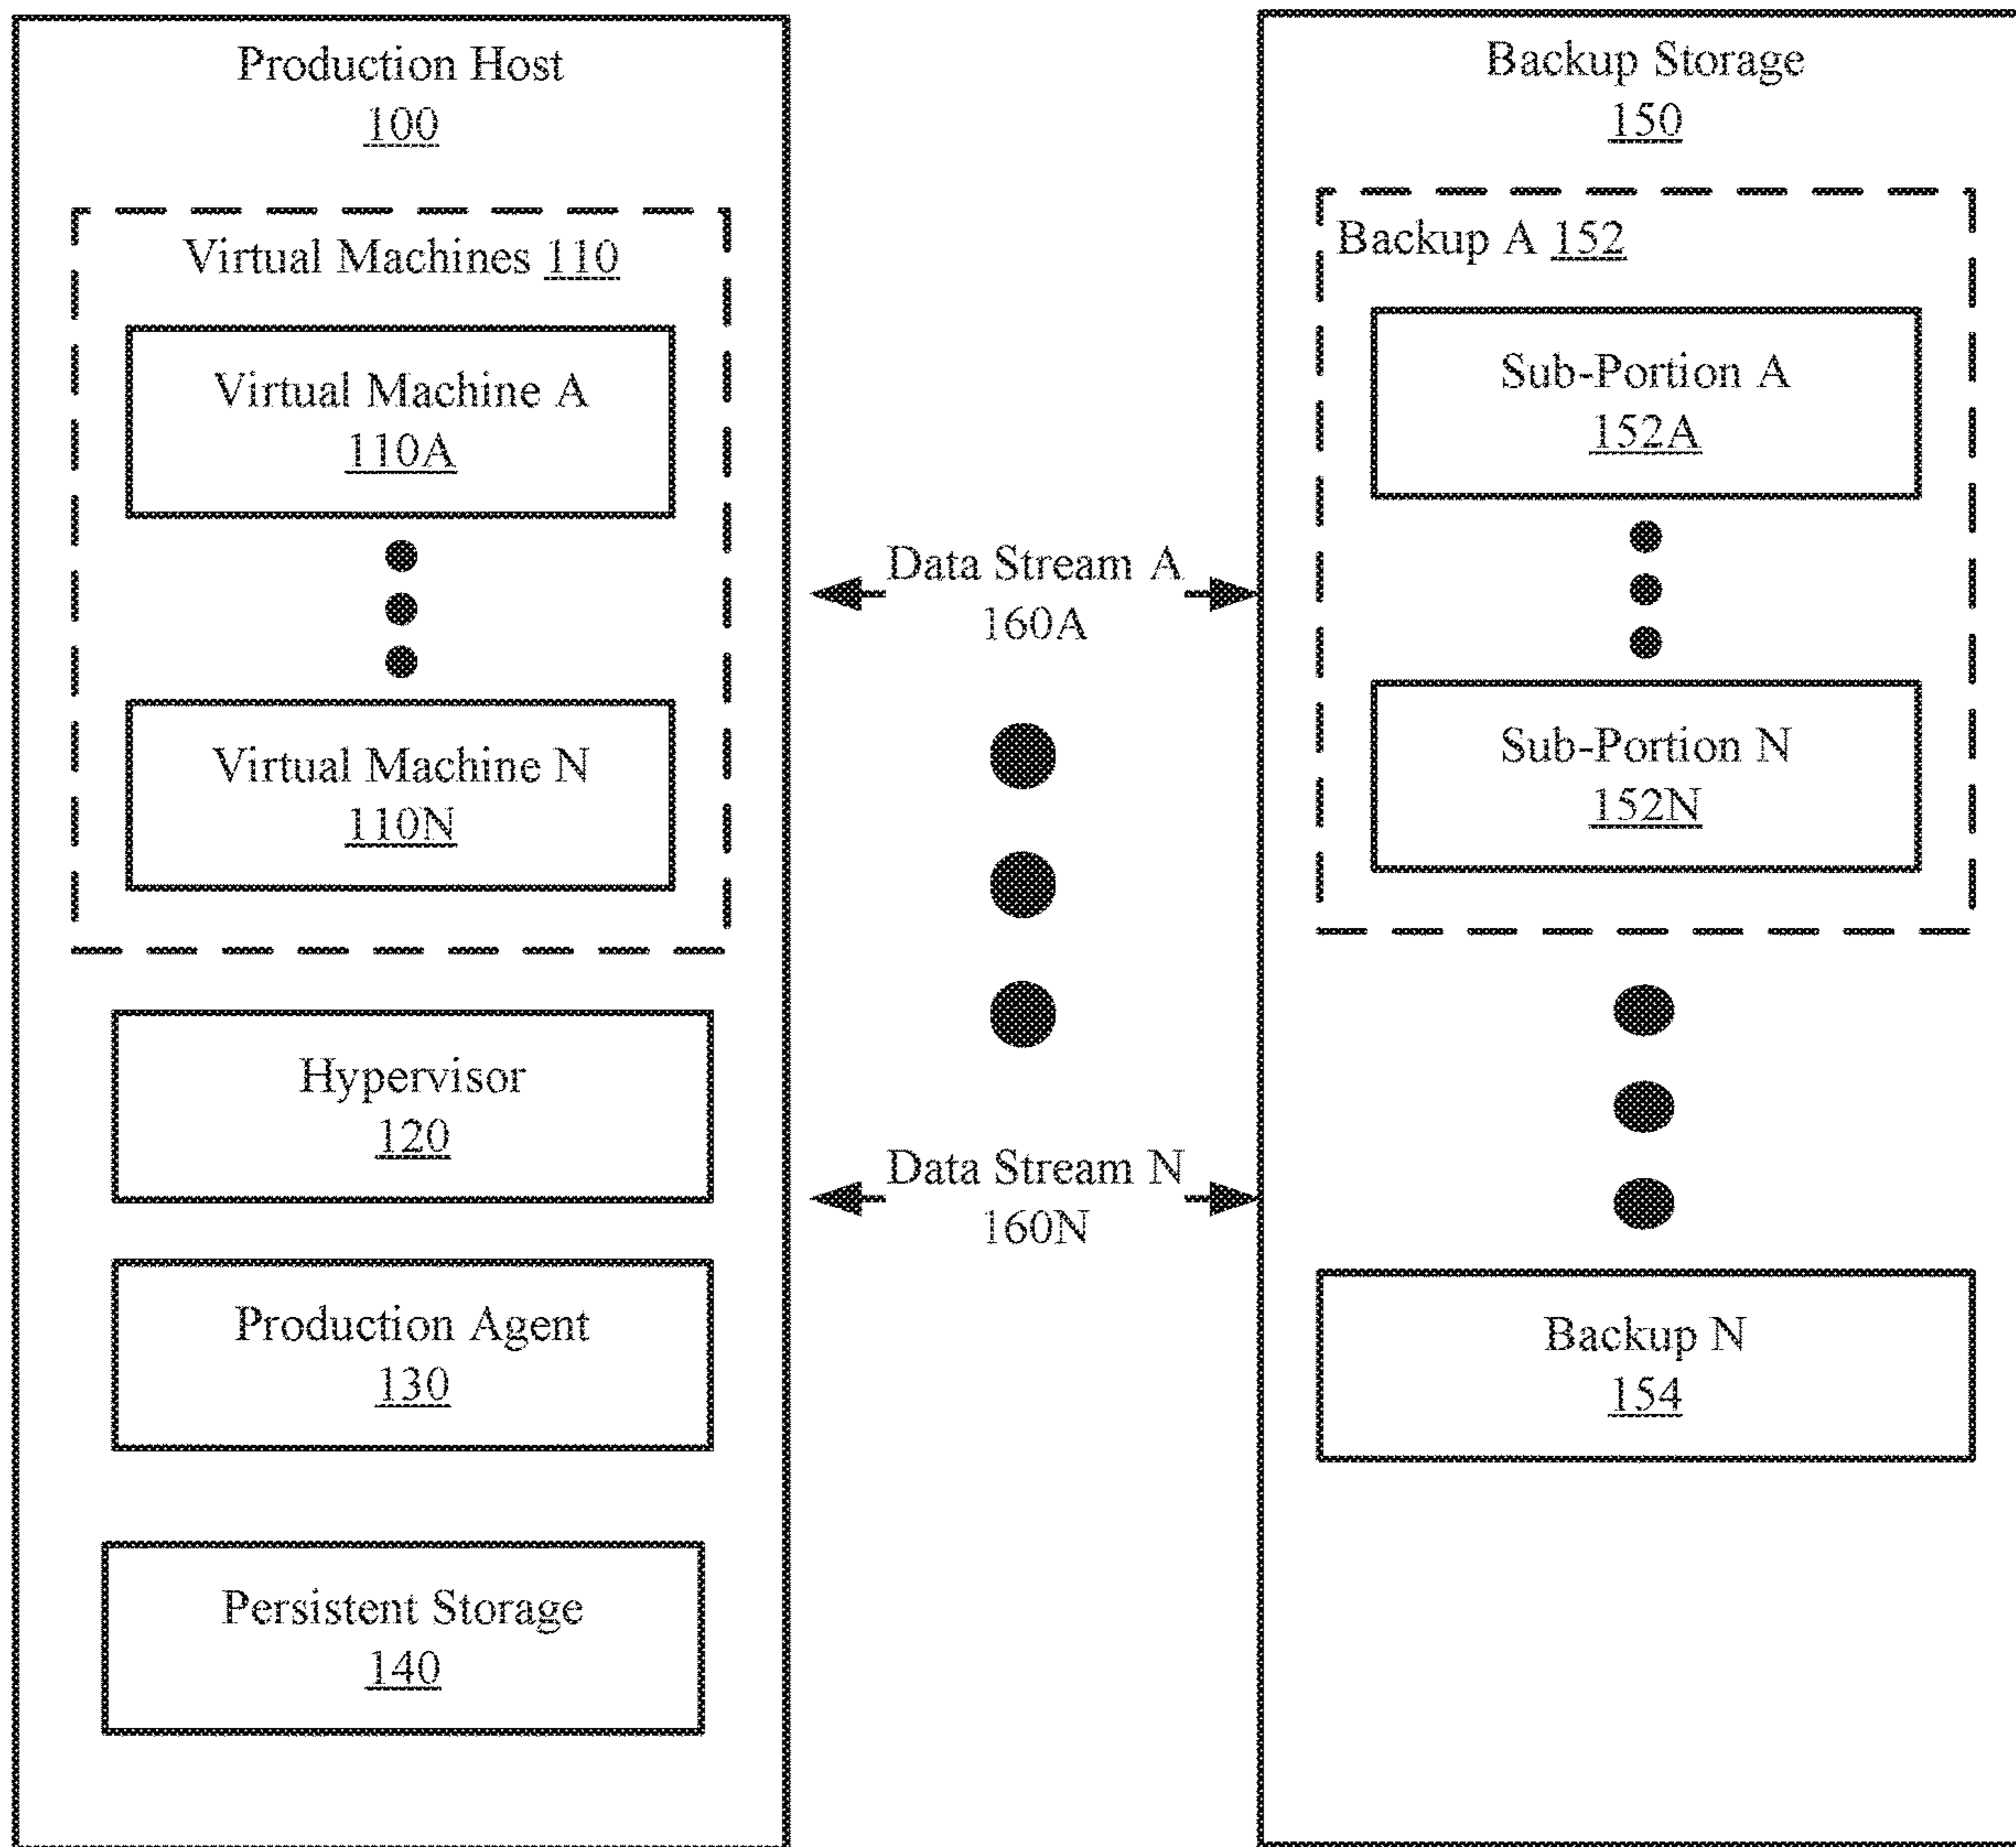 Production Host
100
Virtual Machines 110
Virtual Machine A
110A
Virtual Machine N
110N
Hypervisor
120
Production Agent
130
Persistent Storage
140
Data Stream A
160A
Data Stream N
160N
Backup Storage
150
Backup A 152
Sub-Portion A
152A
Sub-Portion N
152N
Backup N
154